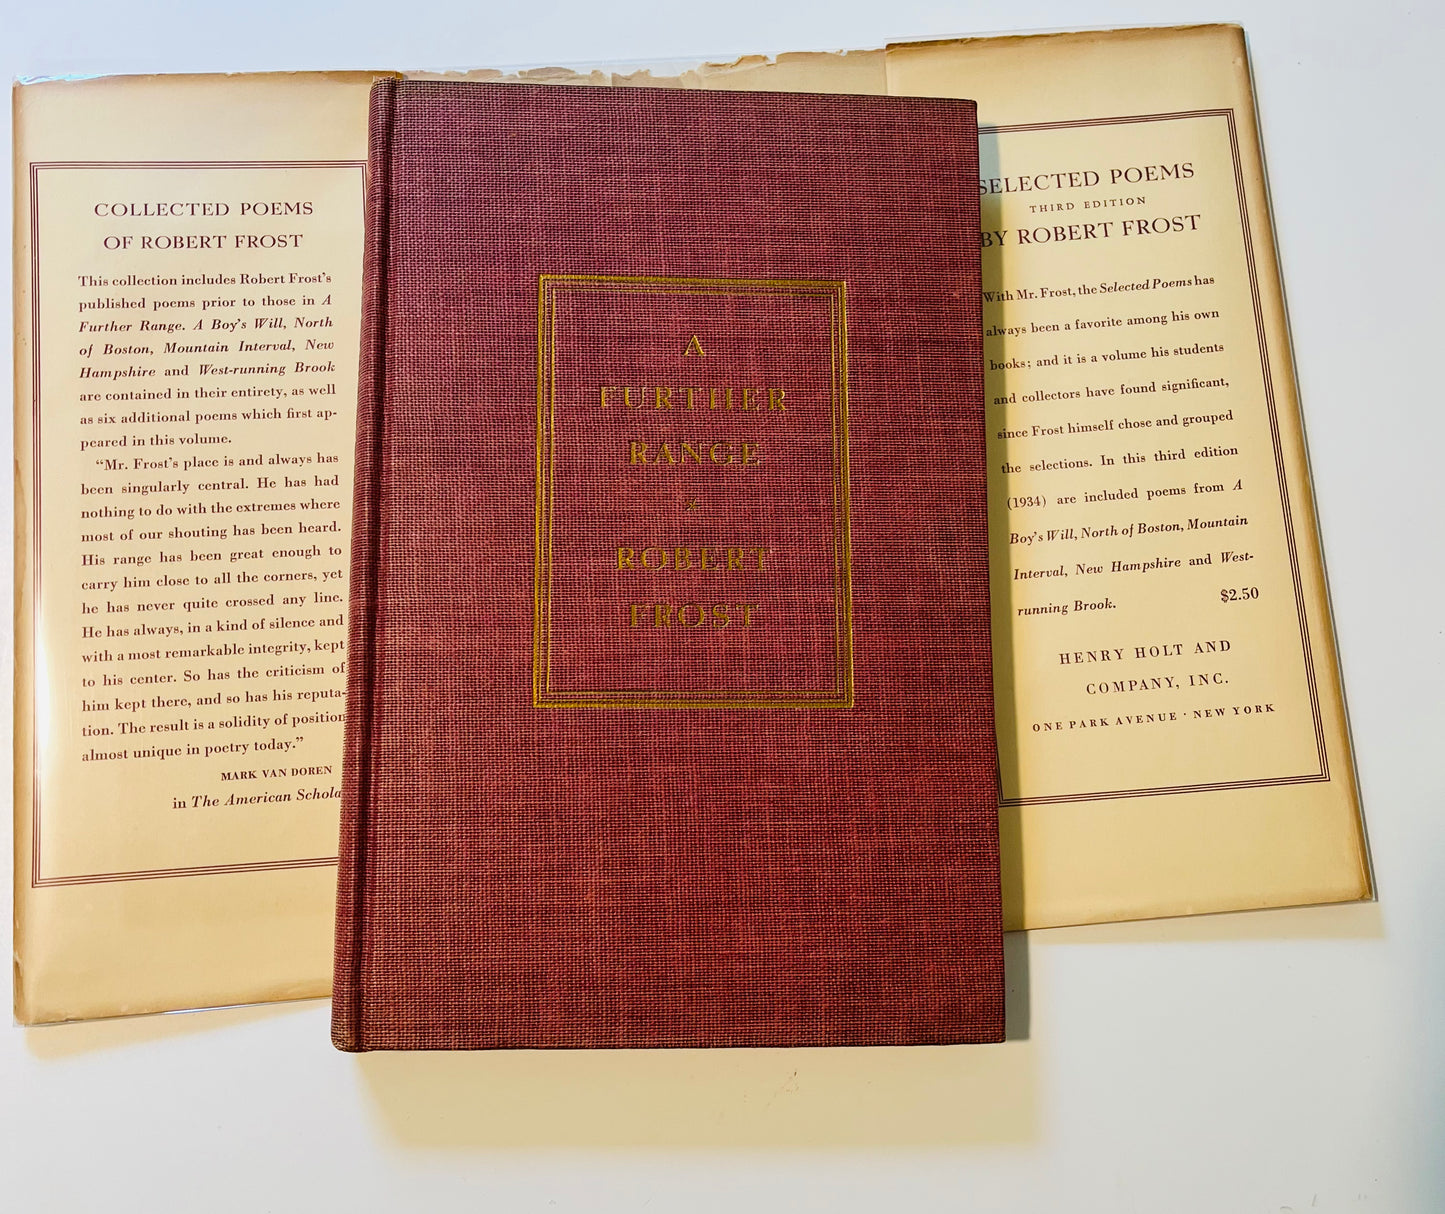 COLLECTED POEMS
OF ROBERT FROST
This collection includes Robert Frost's
published poems prior to those in A
Further Range. A Boy's Will, North
of Boston, Mountain Interval, New
Hampshire and West-running Brook
are contained in their entirety, as well
as six additional poems which first ap-
peared in this volume.
"Mr. Frost's place is and always has
been singularly central. He has had
nothing to do with the extremes where
most of our shouting has been heard.
His range has been great enough to
carry him close to all the corners, yet
he has never quite crossed any line.
He has always, in a kind of silence and
with a most remarkable integrity, kept
to his center. So has the criticism of
him kept there, and so has his reputa-
tion. The result is a solidity of position
almost unique in poetry today."
MARK VAN DOREN
in The American Schola
A
FURTHER
RANGE
*
ROBERT
FROST
SELECTED POEMS
THIRD EDITION
BY ROBERT FROST
With Mr. Frost, the Selected Poems has
always been a favorite among his own
books; and it is a volume his students
and collectors have found significant,
since Frost himself chose and grouped
the selections. In this third edition
(1934) are included poems from A
Boy's Will, North of Boston, Mountain
Interval, New Hampshire and West-
running Brook. $2.50
HENRY HOLT AND
COMPANY, INC.
ONE PARK AVENUE · NEW YORK